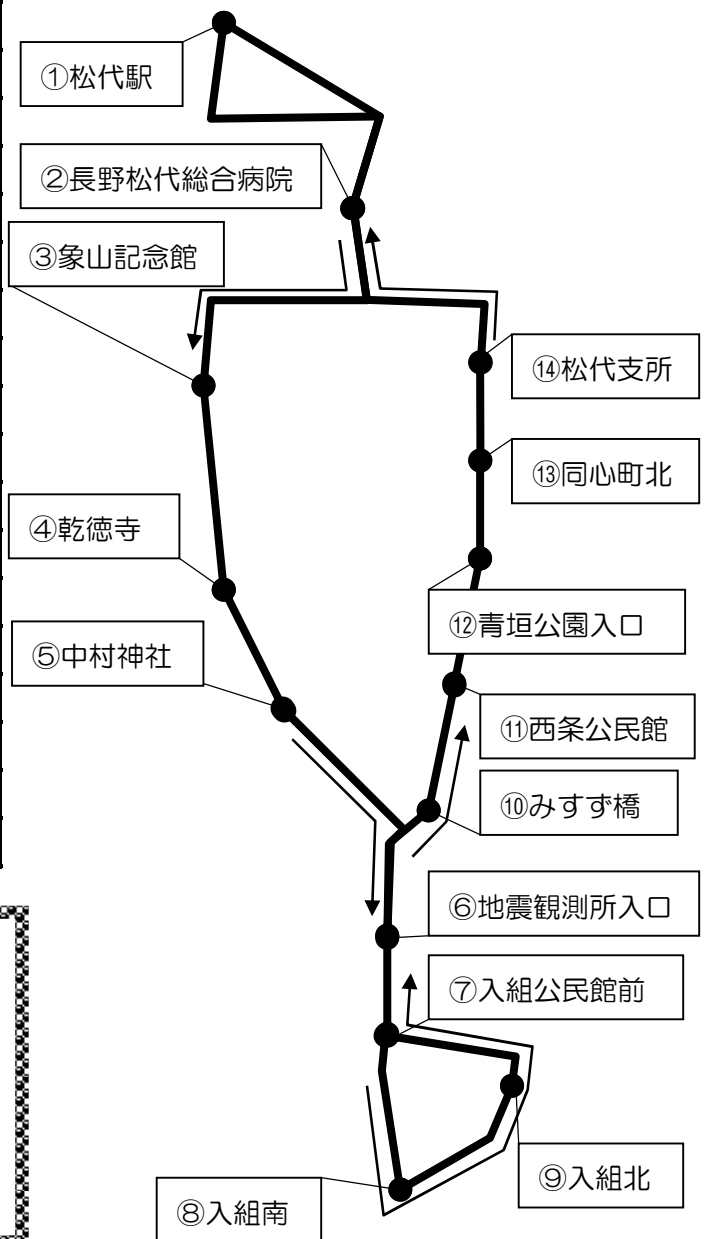 ①松代駅
②長野松代総合病院
③象山記念館
⑭松代支所
⑬同心町北
④乾徳寺
⑫青垣公園入口
⑤中村神社
⑪西条公民館
⑩みすず橋
⑥地震観測所入口
⑦入組公民館前
⑨入組北
⑧入組南